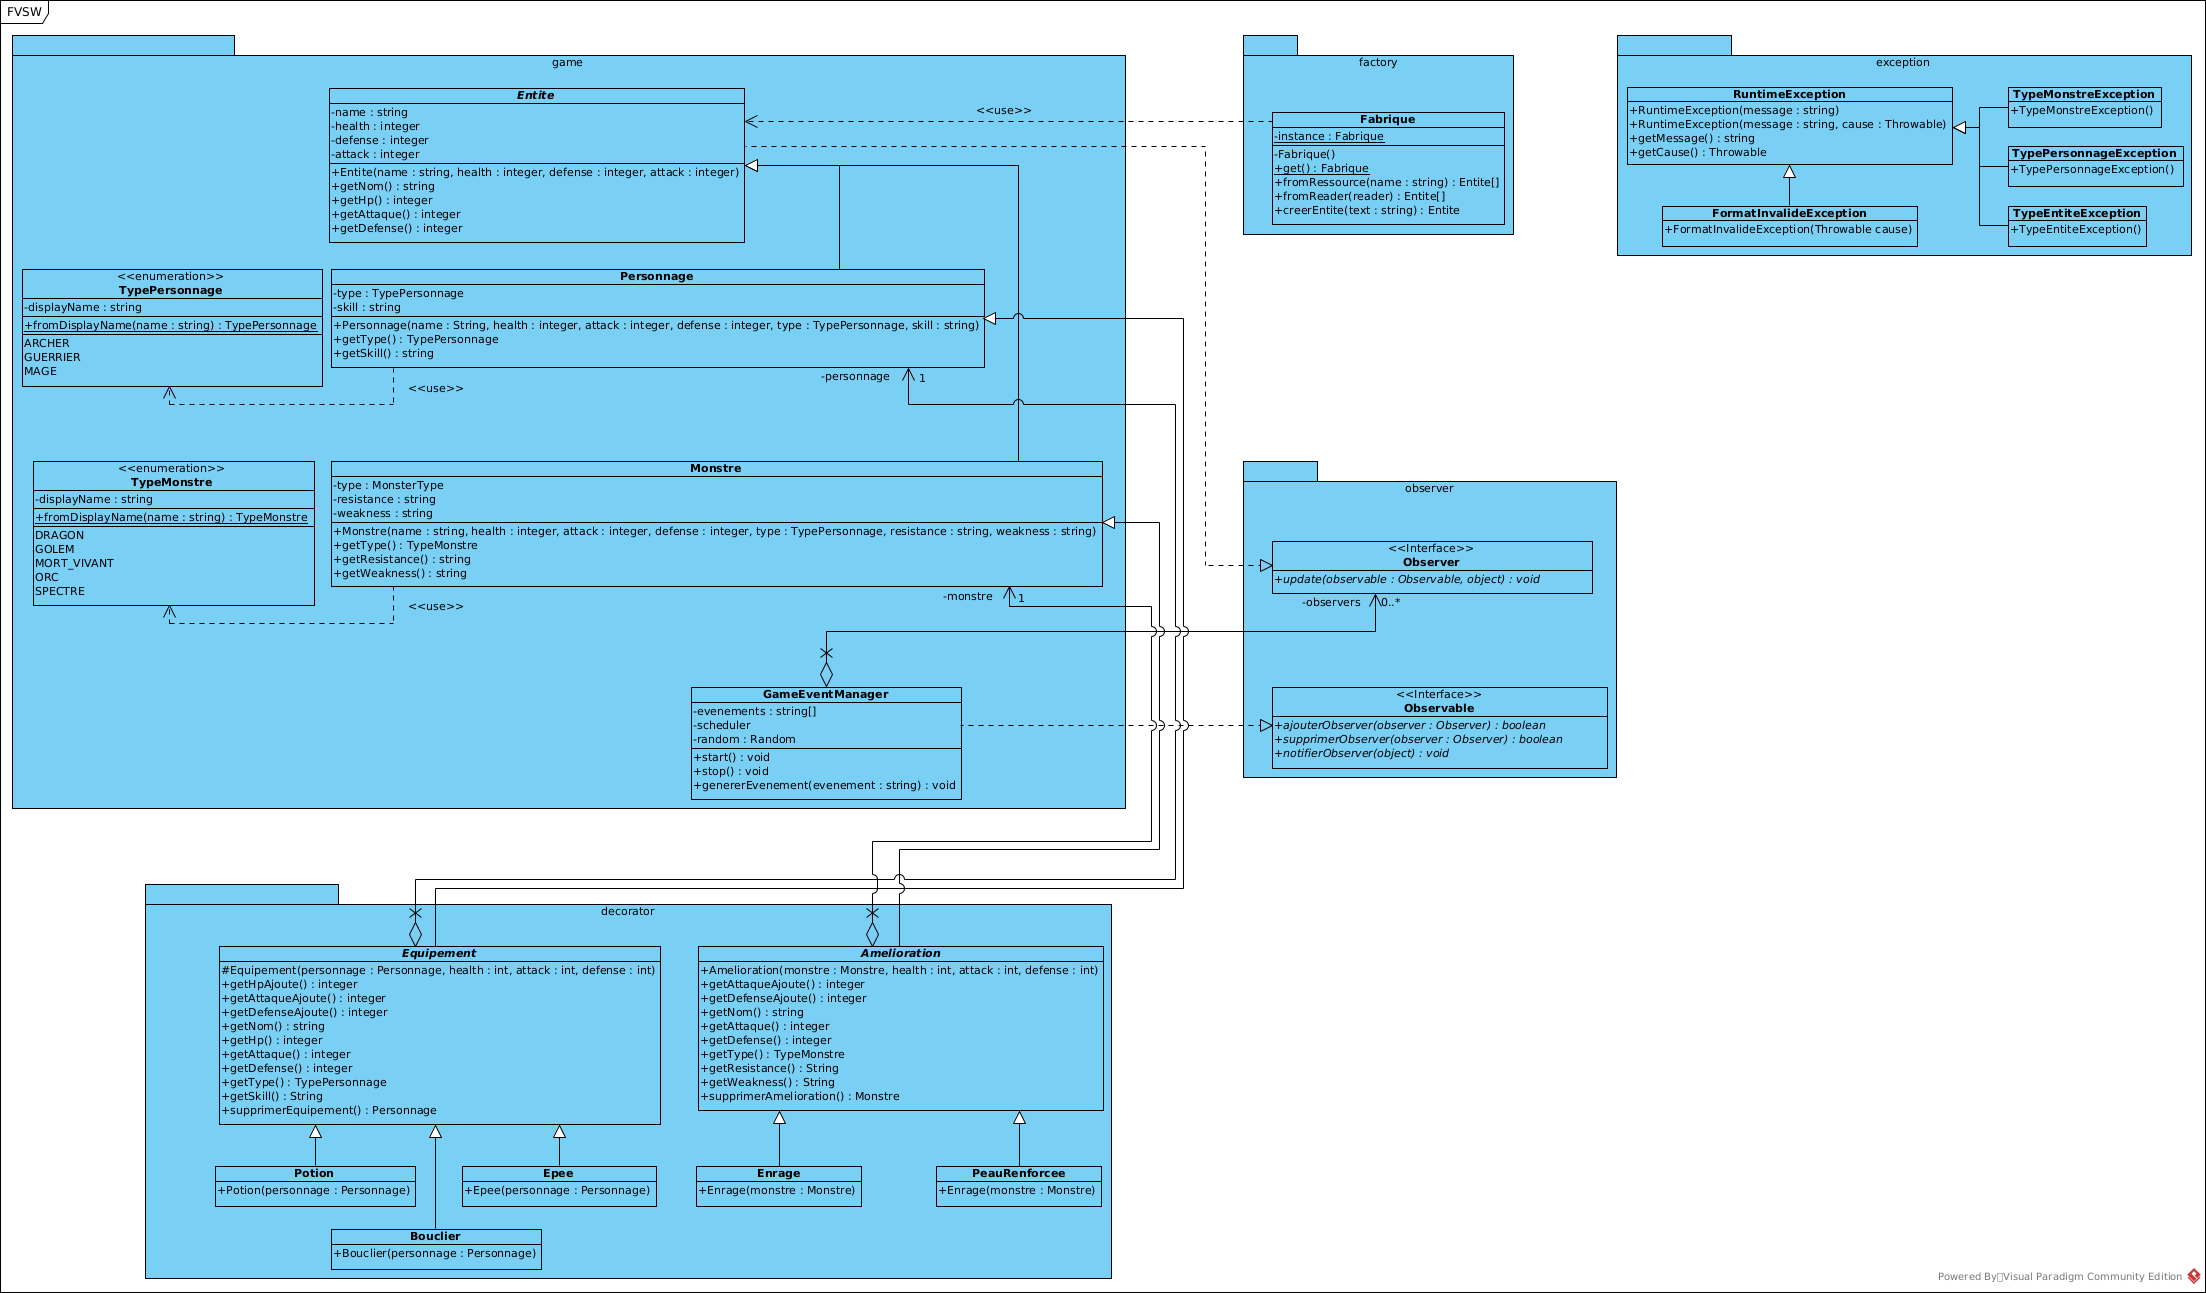 FVSW
game
Entite
-name : string
-health : integer
-defense : integer
-attack : integer
+Entite(name : string, health : integer, defense : integer, attack : integer)
+getNom() : string
+getHp() : integer
+getAttaque() : integer
+getDefense() : integer
<<enumeration>>
TypePersonnage
-displayName : string
+fromDisplayName(name : string) : TypePersonnage
ARCHER
GUERRIER
MAGE
Personnage
-type : TypePersonnage
-skill : string
+Personnage(name : String, health : integer, attack : integer, defense : integer, type : TypePersonnage, skill : string)
+getType() : TypePersonnage
+getSkill() : string
<<use>>
-personnage
1
<<enumeration>>
TypeMonstre
-displayName : string
+fromDisplayName(name : string) : TypeMonstre
DRAGON
GOLEM
MORT_VIVANT
ORC
SPECTRE
Monstre
-type : MonsterType
-resistance : string
-weakness : string
+Monstre(name : string, health : integer, attack : integer, defense : integer, type : TypePersonnage, resistance : string, weakness : string)
+getType() : TypeMonstre
+getResistance() : string
+getWeakness() : string
<<use>>
-monstre
1
GameEventManager
-evenements : string[]
-scheduler
-random : Random
+start() : void
+stop() : void
+genererEvenement(evenement : string) : void
<<use>>
factory
Fabrique
-instance : Fabrique
-Fabrique()
+get() : Fabrique
+fromRessource(name : string) : Entite[]
+fromReader(reader) : Entite[]
+creerEntite(text : string) : Entite
exception
RuntimeException
+RuntimeException(message : string)
+RuntimeException(message : string, cause : Throwable)
+getMessage() : string
+getCause() : Throwable
FormatInvalideException
+FormatInvalideException(Throwable cause)
TypeMonstreException
+TypeMonstreException()
TypePersonnageException
+TypePersonnageException()
TypeEntiteException
+TypeEntiteException()
observer
<<Interface>>
Observer
+update(observable : Observable, object) : void
-observers
0..*
<<Interface>>
Observable
+ajouterObserver(observer : Observer) : boolean
+supprimerObserver(observer : Observer) : boolean
+notifierObserver(object) : void
decorator
Equipement
#Equipement(personnage : Personnage, health : int, attack : int, defense : int)
+getHpAjoute() : integer
+getAttaqueAjoute() : integer
+getDefenseAjoute() : integer
+getNom() : string
+getHp() : integer
+getAttaque() : integer
+getDefense() : integer
+getType() : TypePersonnage
+getSkill() : String
+supprimerEquipement() : Personnage
Amelioration
+Amelioration(monstre : Monstre, health : int, attack : int, defense : int)
+getAttaqueAjoute() : integer
+getDefenseAjoute() : integer
+getNom() : string
+getAttaque() : integer
+getDefense() : integer
+getType() : TypeMonstre
+getResistance() : String
+getWeakness() : String
+supprimerAmelioration() : Monstre
Potion
+Potion(personnage : Personnage)
Epee
+Epee(personnage : Personnage)
Bouclier
+Bouclier(personnage : Personnage)
Enrage
+Enrage(monstre : Monstre)
PeauRenforcee
+Enrage(monstre : Monstre)
Powered By Visual Paradigm Community Edition